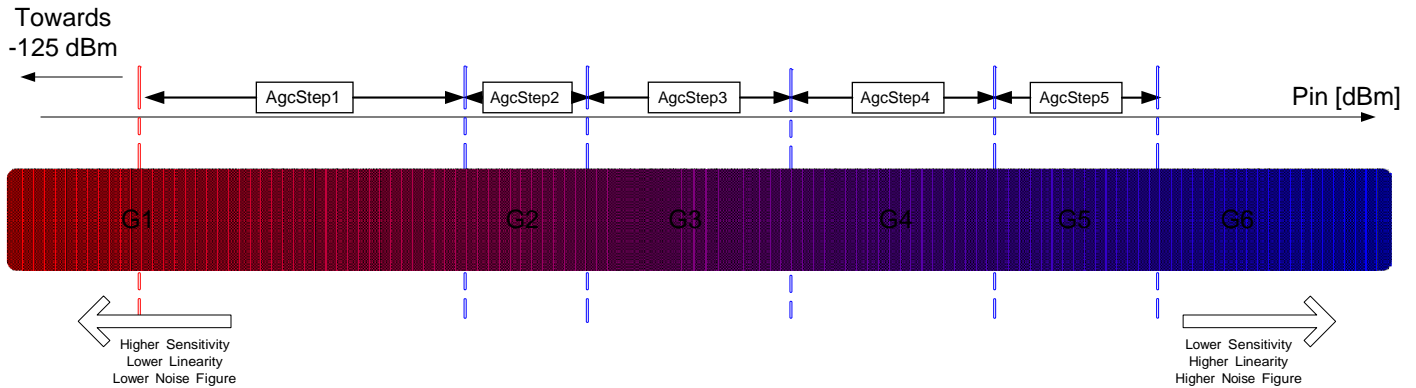 Towards
-125 dBm
AgcStep1
AgcStep2
AgcStep3
AgcStep4
AgcStep5
Pin [dBm]
G1
G2
G3
G4
G5
G6
Higher Sensitivity
Lower Linearity
Lower Noise Figure
Lower Sensitivity
Higher Linearity
Higher Noise Figure